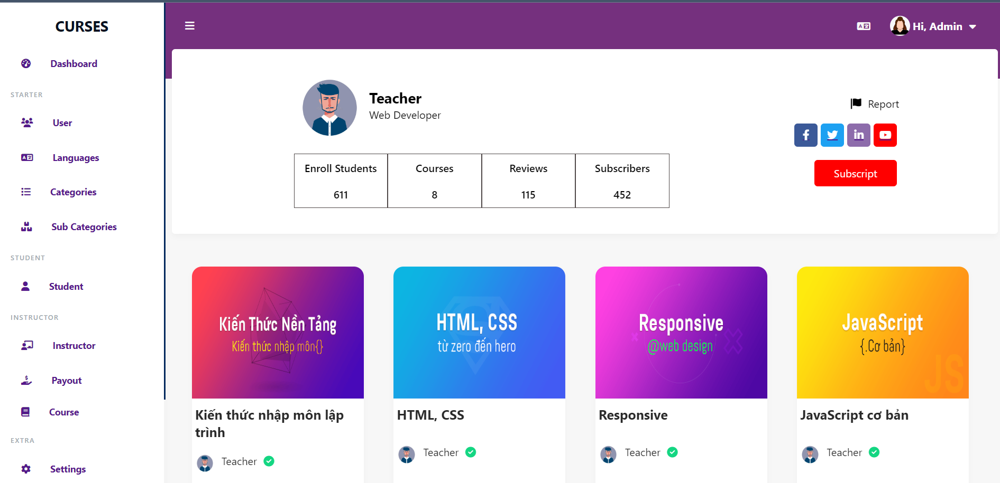 CURSES
Dashboard
STARTER
User
Languages
Categories
Sub Categories
STUDENT
Student
INSTRUCTOR
Instructor
Payout
Course
EXTRA
Settings
Hi, Admin
Teacher
Web Developer
Report
Enroll Students
611
Courses
8
Reviews
115
Subscribers
452
Subscript
Kiến Thức Nền Tảng
Kiến thức nhập môn{}
Kiến thức nhập môn lập
trình
Teacher
HTML, CSS
từ zero đến hero
HTML, CSS
Teacher
Responsive
@web design
Responsive
Teacher
JavaScript
{.Cơ bản}
JS
JavaScript cơ bản
Teacher